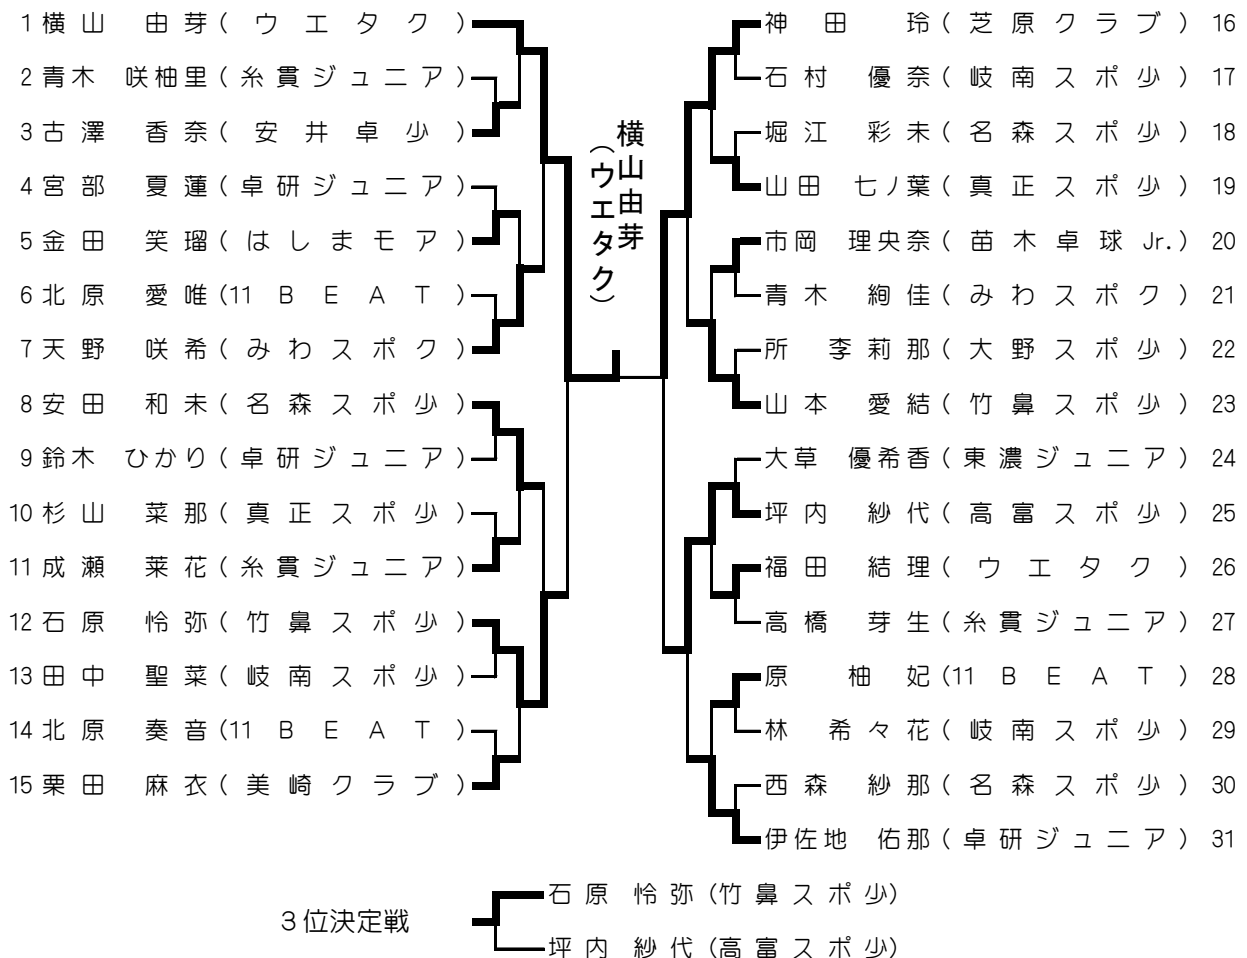 1 横山 由芽 (ウエタク)
2 青木 咲柚里 (糸貫ジュニア)
3 古澤 香奈 (安井卓少)
4 宮部 夏蓮 (卓研ジュニア)
5 金田 笑瑠 (はしまモア)
6 北原 愛唯 (11 BEAT)
7 天野 咲希 (みわスポク)
8 安田 和未 (名森スポ少)
9 鈴木 ひかり (卓研ジュニア)
10 杉山 菜那 (真正スポ少)
11 成瀬 菜花 (糸貫ジュニア)
12 石原 怜弥 (竹鼻スポ少)
13 田中 聖菜 (岐南スポ少)
14 北原 奏音 (11 BEAT)
15 栗田 麻衣 (美崎クラブ)
横山由芽
(ウエタク)
神田 玲 (芝原クラブ) 16
石村 優奈 (岐南スポ少) 17
堀江 彩未 (名森スポ少) 18
山田 七ノ葉 (真正スポ少) 19
市岡 理央奈 (苗木卓球Jr.) 20
青木 絢佳 (みわスポク) 21
所 李莉那 (大野スポ少) 22
山本 愛結 (竹鼻スポ少) 23
大草 優希香 (東濃ジュニア) 24
坪内 紗代 (高富スポ少) 25
福田 結理 (ウエタク) 26
高橋 芽生 (糸貫ジュニア) 27
原 柚妃 (11 BEAT) 28
林 希々花 (岐南スポ少) 29
西森 紗那 (名森スポ少) 30
伊佐地 佑那 (卓研ジュニア) 31
3位決定戦
石原 怜弥 (竹鼻スポ少)
坪内 紗代 (高富スポ少)